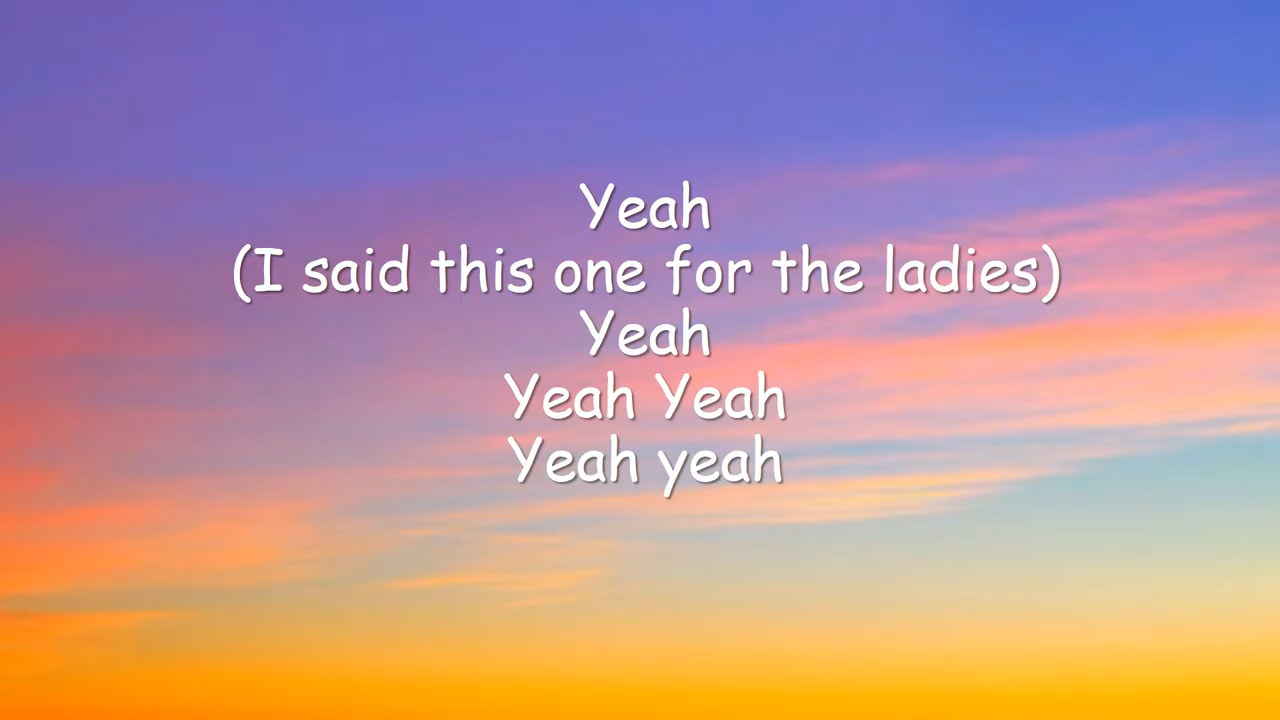 Yeah
(I said this one for the ladies)
Yeah
Yeah Yeah
Yeah yeah